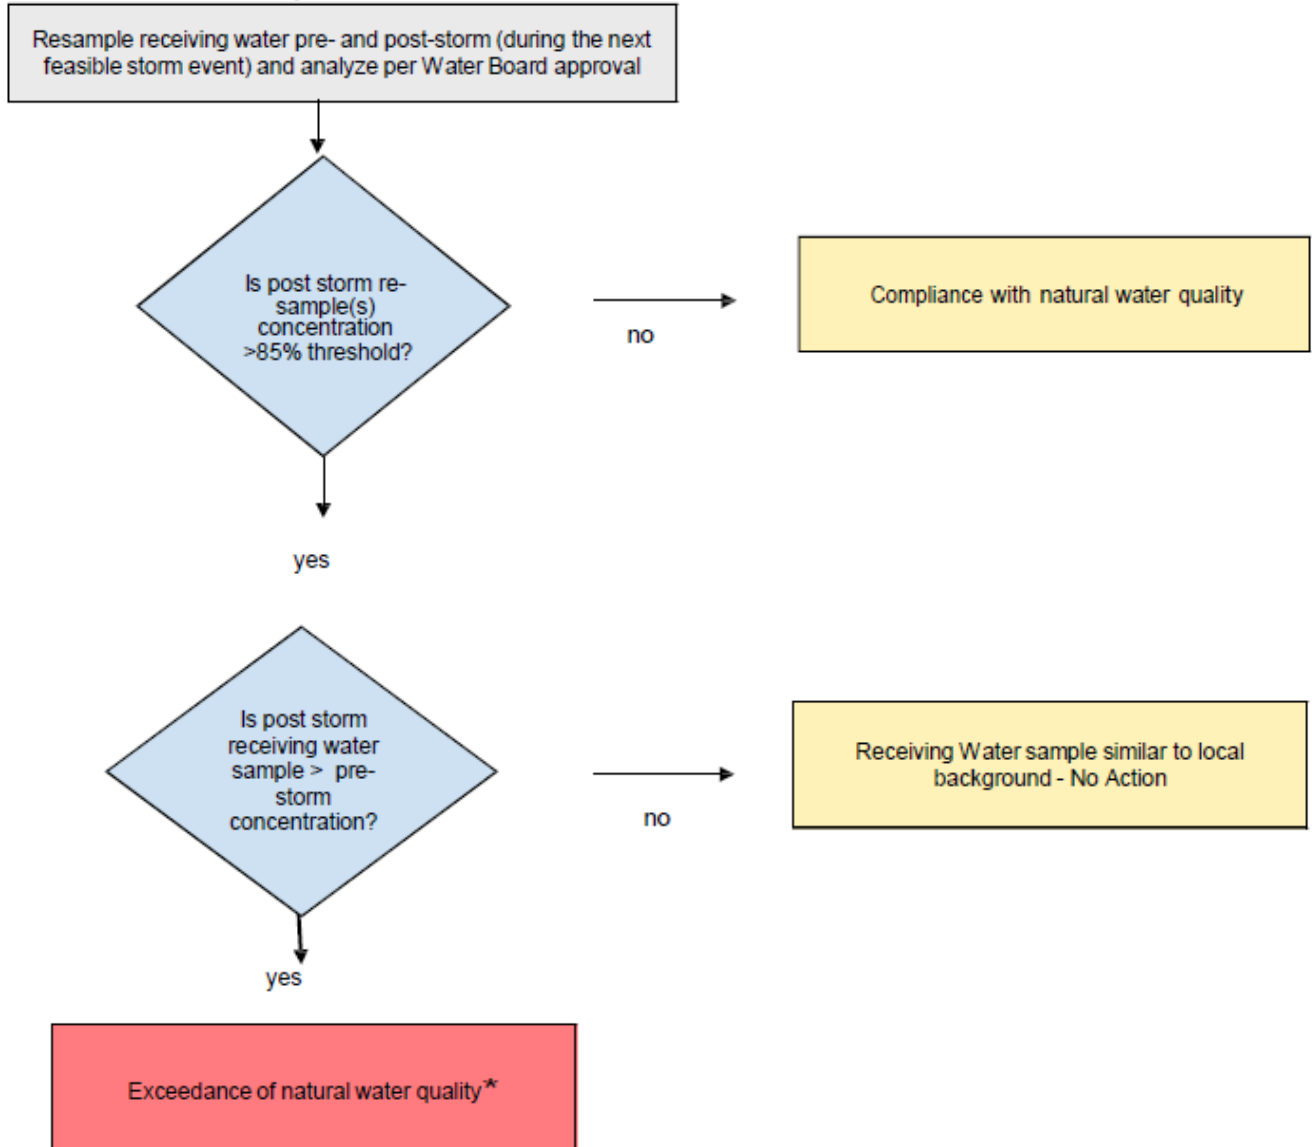 Resample receiving water pre- and post-storm (during the next
feasible storm event) and analyze per Water Board approval
Is post storm re-
sample(s)
concentration
>85% threshold?
no
Compliance with natural water quality
yes
Is post storm
receiving water
sample > pre-
storm
concentration?
no
Receiving Water sample similar to local
background - No Action
yes
Exceedance of natural water quality*